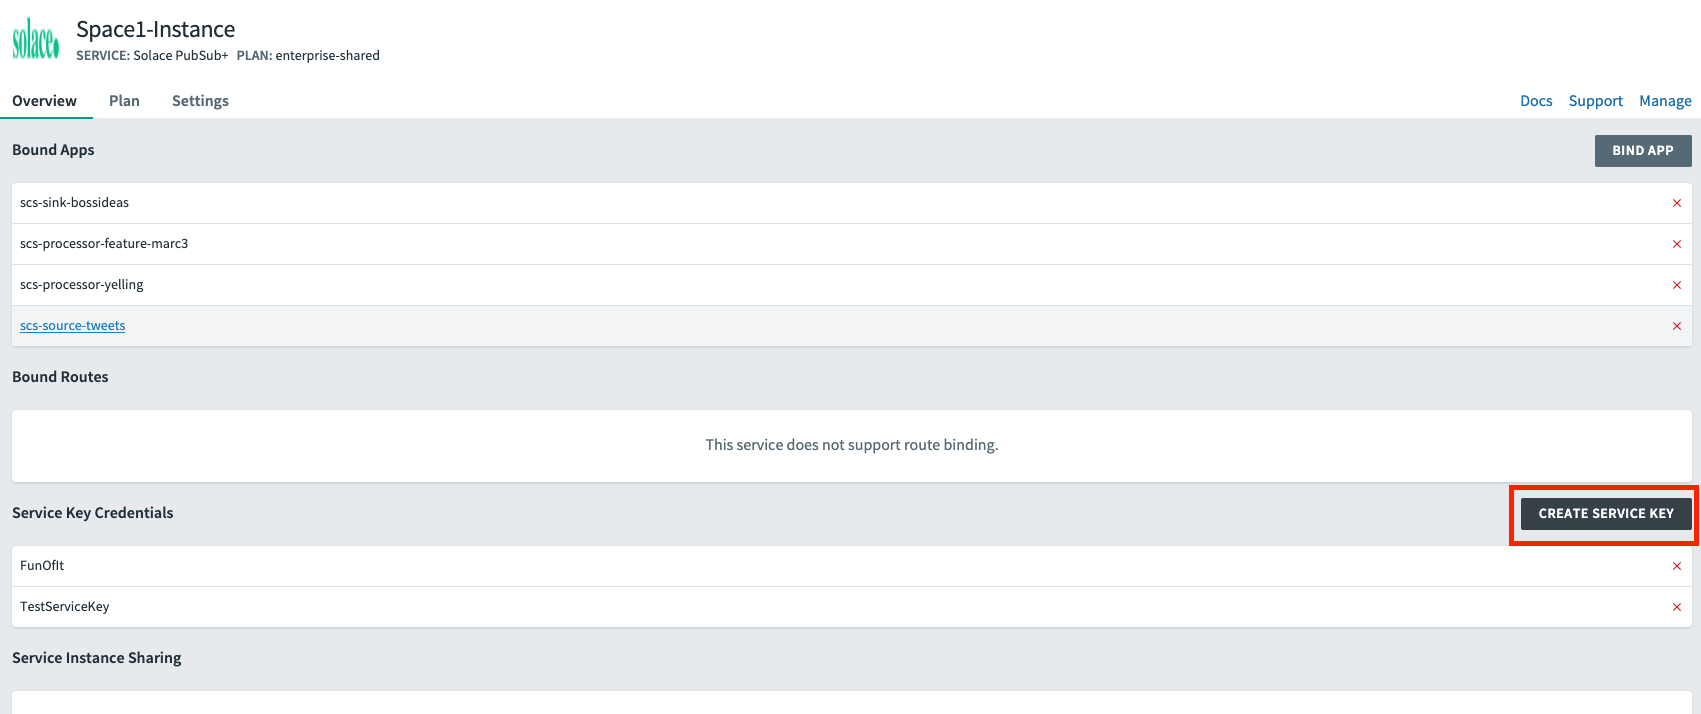 solace.
Space1-Instance
SERVICE: Solace PubSub+ PLAN: enterprise-shared
Overview Plan Settings Docs Support Manage
Bound Apps BIND APP
scs-sink-bossideas
scs-processor-feature-marc3
scs-processor-yelling
scs-source-tweets
Bound Routes
This service does not support route binding.
Service Key Credentials CREATE SERVICE KEY
FunOfIt
TestServiceKey
Service Instance Sharing